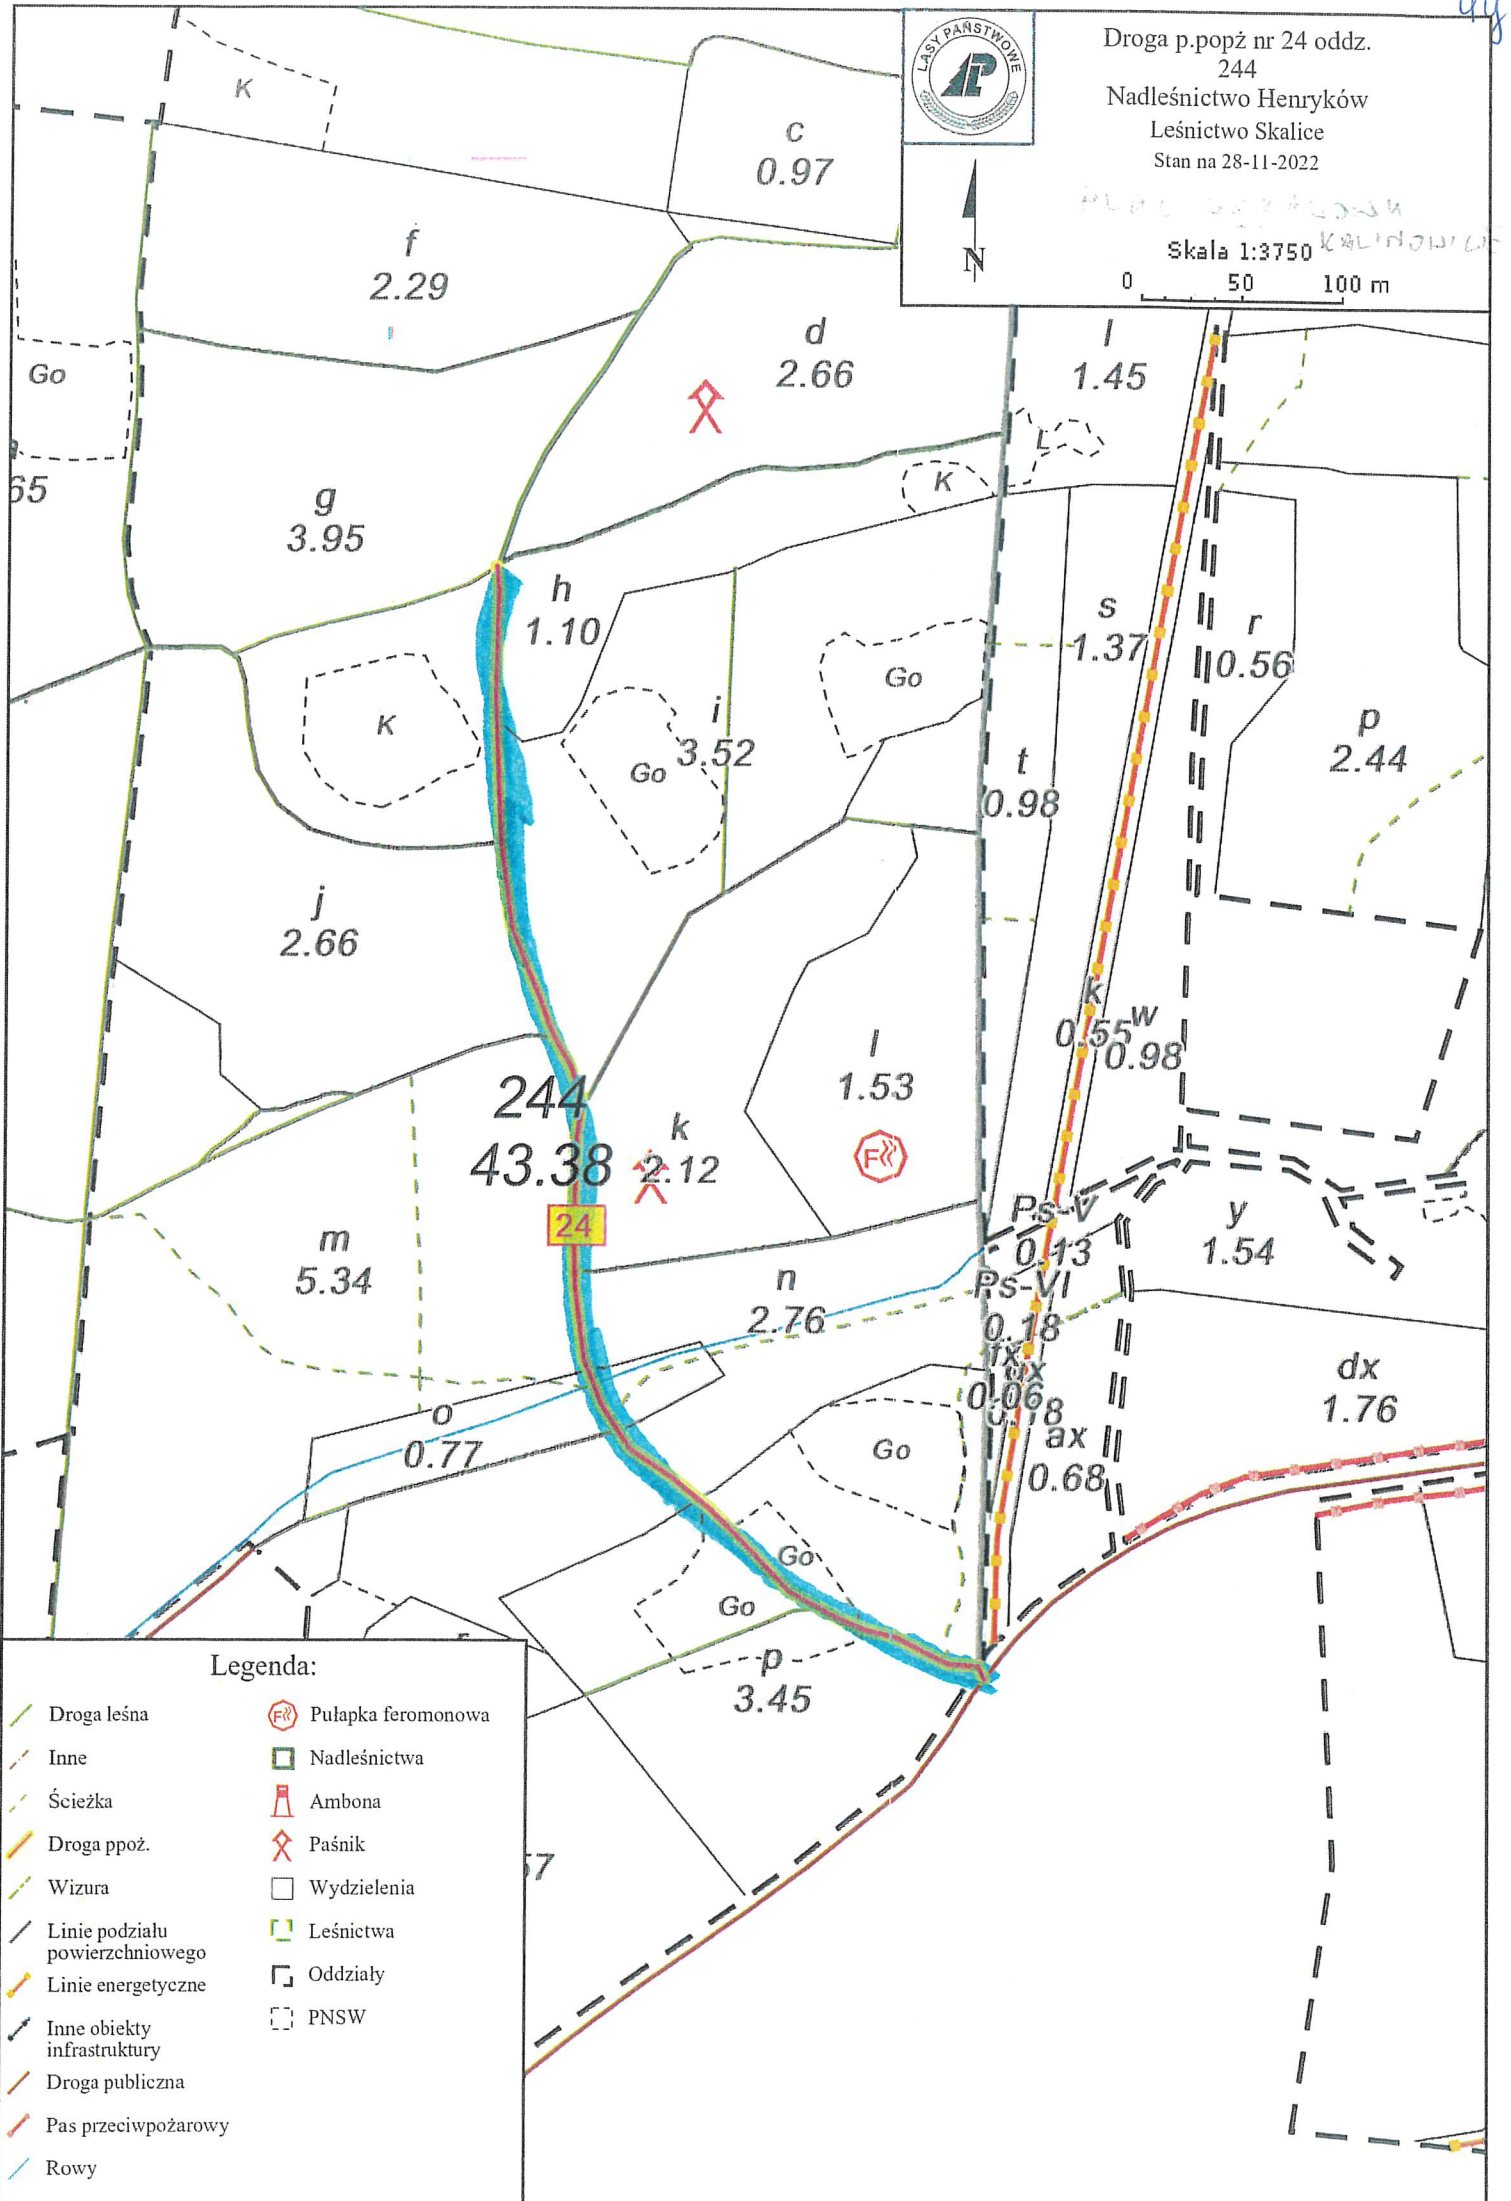 LASY PAŃSTWOWE
Droga p.popż nr 24 oddz.
244
Nadleśnictwo Henryków
Leśnictwo Skalice
Stan na 28-11-2022
N
Skala 1:3750
0 50 100 m
K
c
0.97
f
2.29
d
2.66
l
1.45
Go
65
g
3.95
L
K
h
1.10
s
1.37
r
0.56
Go
K
i
3.52
Go
t
0.98
p
2.44
j
2.66
k
0.55
w
0.98
l
1.53
244
43.38
k
2.12
F
24
m
5.34
n
2.76
Ps-V
0.13
Ps-VI
0.18
y
1.54
fx
0.06
dx
1.76
o
0.77
Go
ax
0.68
Go
Go
p
3.45
57
Legenda:
Droga leśna
Inne
Ścieżka
Droga ppoż.
Wizura
Linie podziału
powierzchniowego
Linie energetyczne
Inne obiekty
infrastruktury
Droga publiczna
Pas przeciwpożarowy
Rowy
F
Pułapka feromonowa
Nadleśnictwa
Ambona
Paśnik
Wydzielenia
Leśnictwa
Oddziały
PNSW